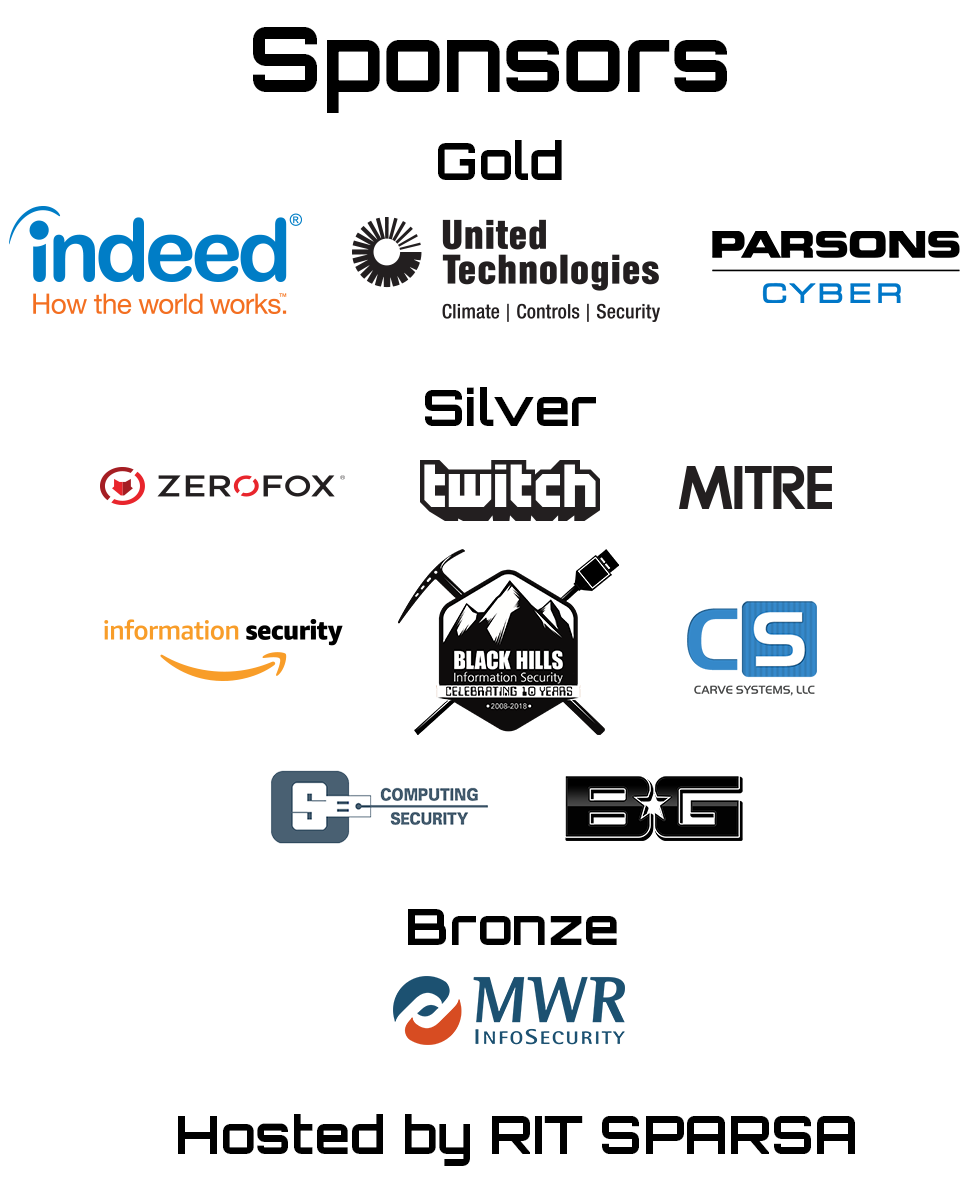 Sponsors
Gold
indeed®
How the world works.™
United
Technologies
Climate | Controls | Security
PARSONS
CYBER
Silver
ZEROFOX®
twitch
MITRE
information security
BLACK HILLS
Information Security
CELEBRATING 10 YEARS
•2008-2018•
CS
CARVE SYSTEMS, LLC
CS
COMPUTING
SECURITY
BG
Bronze
MWR
INFOSECURITY
Hosted by RIT SPARSA